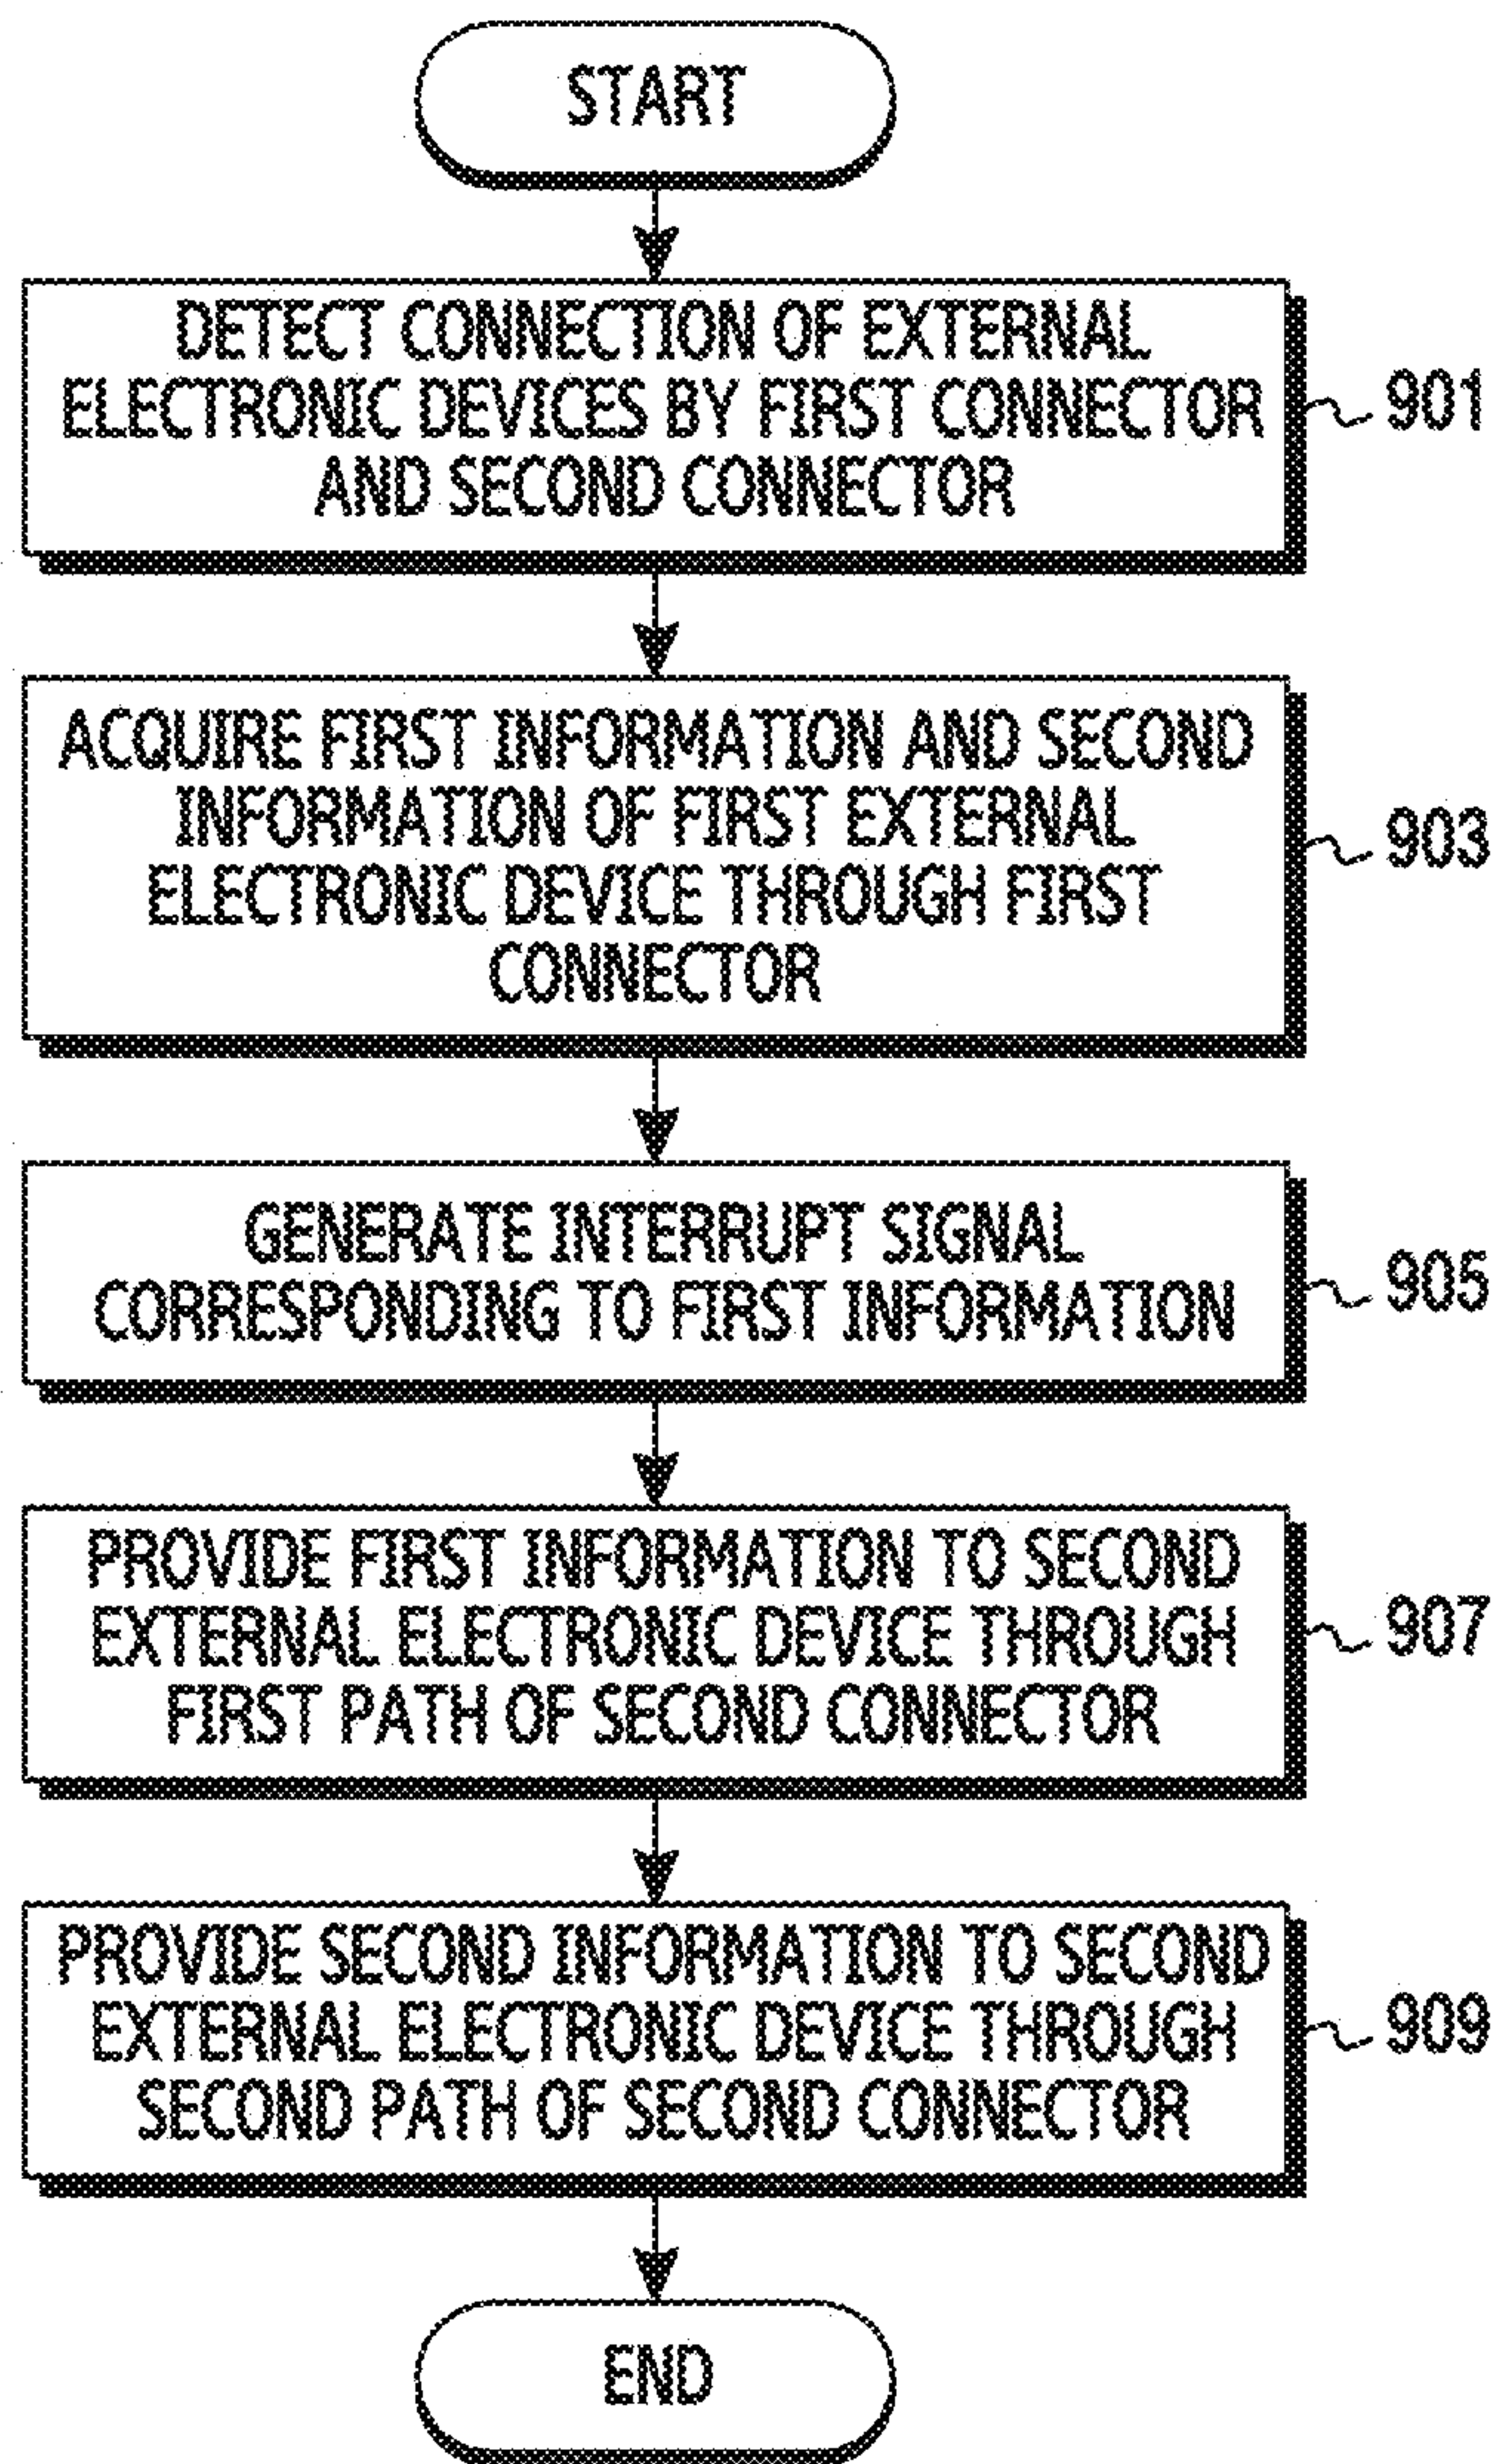 START
DETECT CONNECTION OF EXTERNAL
ELECTRONIC DEVICES BY FIRST CONNECTOR
AND SECOND CONNECTOR
901
ACQUIRE FIRST INFORMATION AND SECOND
INFORMATION OF FIRST EXTERNAL
ELECTRONIC DEVICE THROUGH FIRST
CONNECTOR
903
GENERATE INTERRUPT SIGNAL
CORRESPONDING TO FIRST INFORMATION
905
PROVIDE FIRST INFORMATION TO SECOND
EXTERNAL ELECTRONIC DEVICE THROUGH
FIRST PATH OF SECOND CONNECTOR
907
PROVIDE SECOND INFORMATION TO SECOND
EXTERNAL ELECTRONIC DEVICE THROUGH
SECOND PATH OF SECOND CONNECTOR
909
END